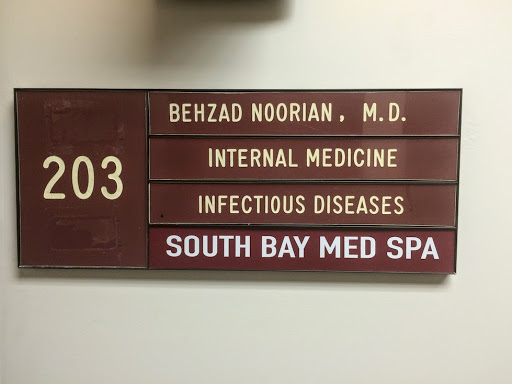 203
BEHZAD NOORIAN, M.D.
INTERNAL MEDICINE
INFECTIOUS DISEASES
SOUTH BAY MED SPA